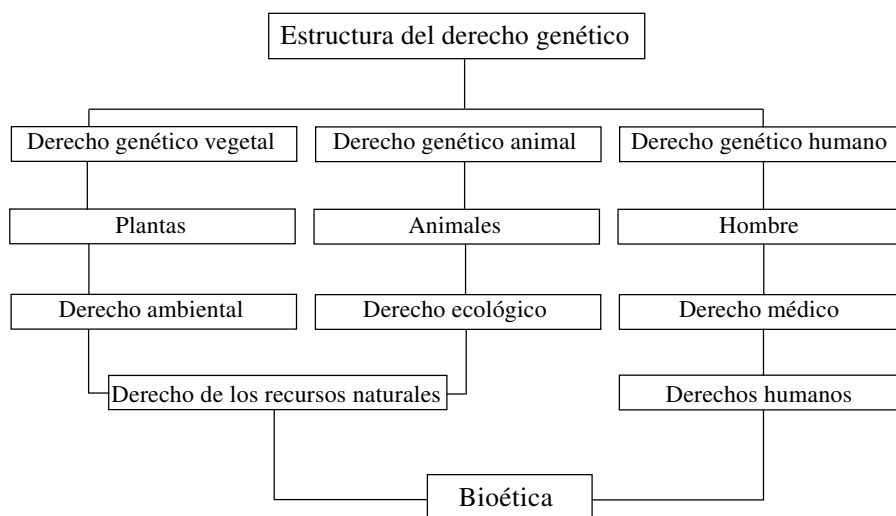 Estructura del derecho genético
Derecho genético vegetal
Derecho genético animal
Derecho genético humano
Plantas
Animales
Hombre
Derecho ambiental
Derecho ecológico
Derecho médico
Derecho de los recursos naturales
Derechos humanos
Bioética